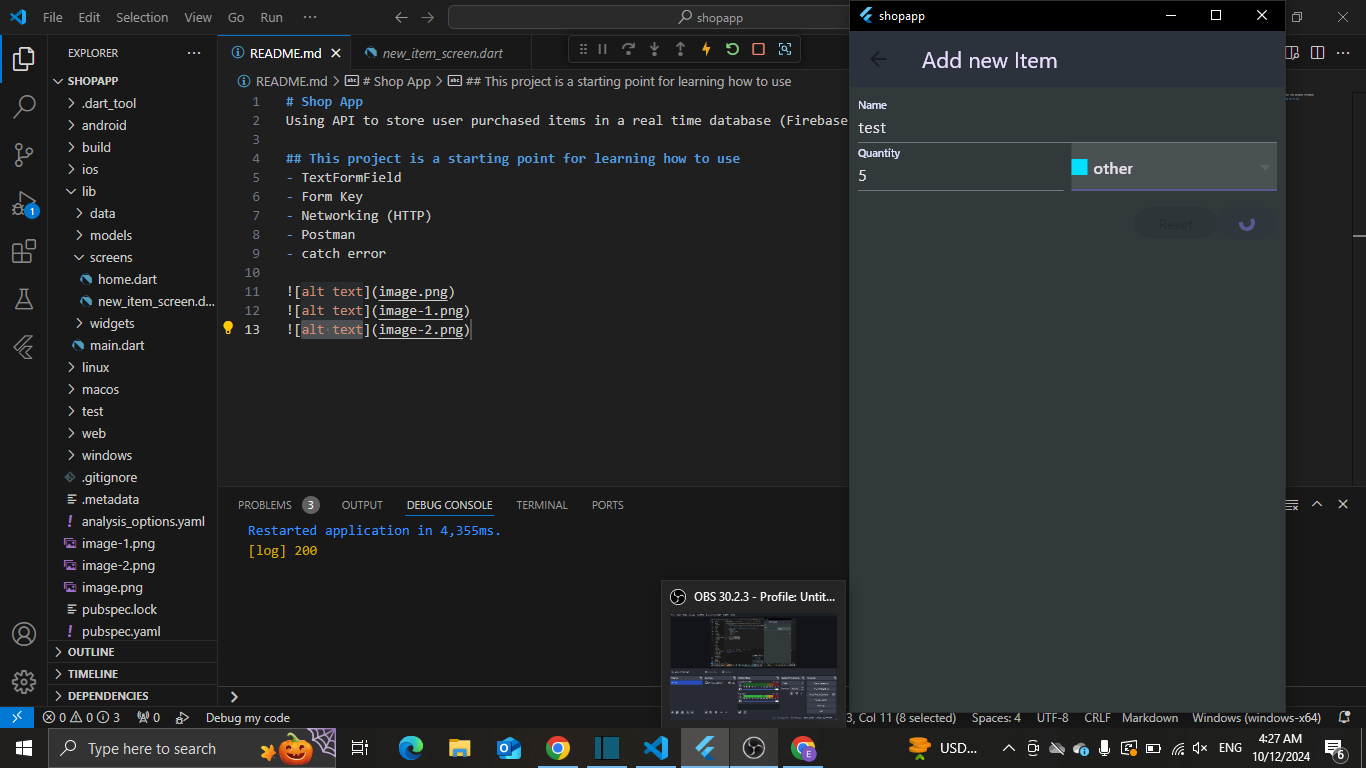 File Edit Selection View Go Run ··· shopapp
shopapp
EXPLORER ···
README.md
new_item_screen.dart
SHOPAPP
.dart_tool
android
build
ios
lib
data
models
screens
home.dart
new_item_screen.d...
widgets
main.dart
linux
macos
test
web
windows
.gitignore
.metadata
analysis_options.yaml
image-1.png
image-2.png
image.png
pubspec.lock
pubspec.yaml
OUTLINE
TIMELINE
DEPENDENCIES
README.md > # Shop App > ## This project is a starting point for learning how to use
1 # Shop App
2 Using API to store user purchased items in a real time database (Firebase
3
4 ## This project is a starting point for learning how to use
5 - TextFormField
6 - Form Key
7 - Networking (HTTP)
8 - Postman
9 - catch error
10
11 ![alt text](image.png)
12 ![alt text](image-1.png)
13 ![alt text](image-2.png)
PROBLEMS 3 OUTPUT DEBUG CONSOLE TERMINAL PORTS
Restarted application in 4,355ms.
[log] 200
Add new Item
Name
test
Quantity
5
other
Reset
OBS 30.2.3 - Profile: Untit...
1
0 0 3 0 Debug my code
3, Col 11 (8 selected) Spaces: 4 UTF-8 CRLF Markdown Windows (windows-x64)
Type here to search
USD...
ENG
4:27 AM
10/12/2024
6